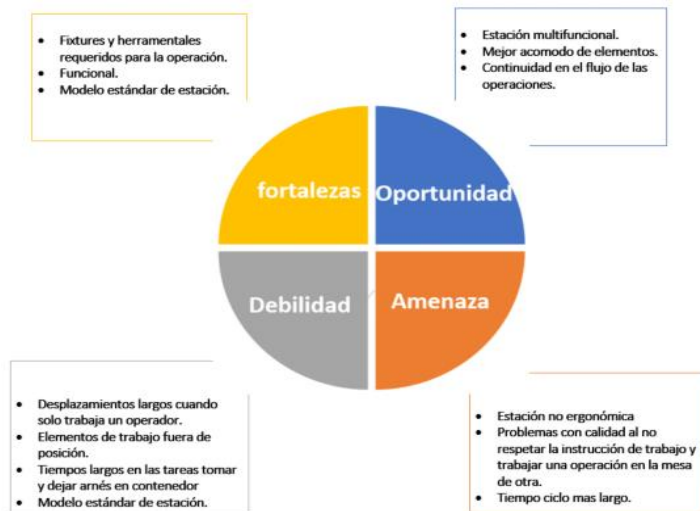 • Fixtures y herramentales
requeridos para la operación.
• Funcional.
• Modelo estándar de estación.
• Estación multifuncional.
• Mejor acomodo de elementos.
• Continuidad en el flujo de las
operaciones.
fortalezas
Oportunidad
Debilidad
Amenaza
• Desplazamientos largos cuando
solo trabaja un operador.
• Elementos de trabajo fuera de
posición.
• Tiempos largos en las tareas tomar
y dejar arnés en contenedor
• Modelo estándar de estación.
• Estación no ergonómica
• Problemas con calidad al no
respetar la instrucción de trabajo y
trabajar una operación en la mesa
de otra.
• Tiempo ciclo mas largo.